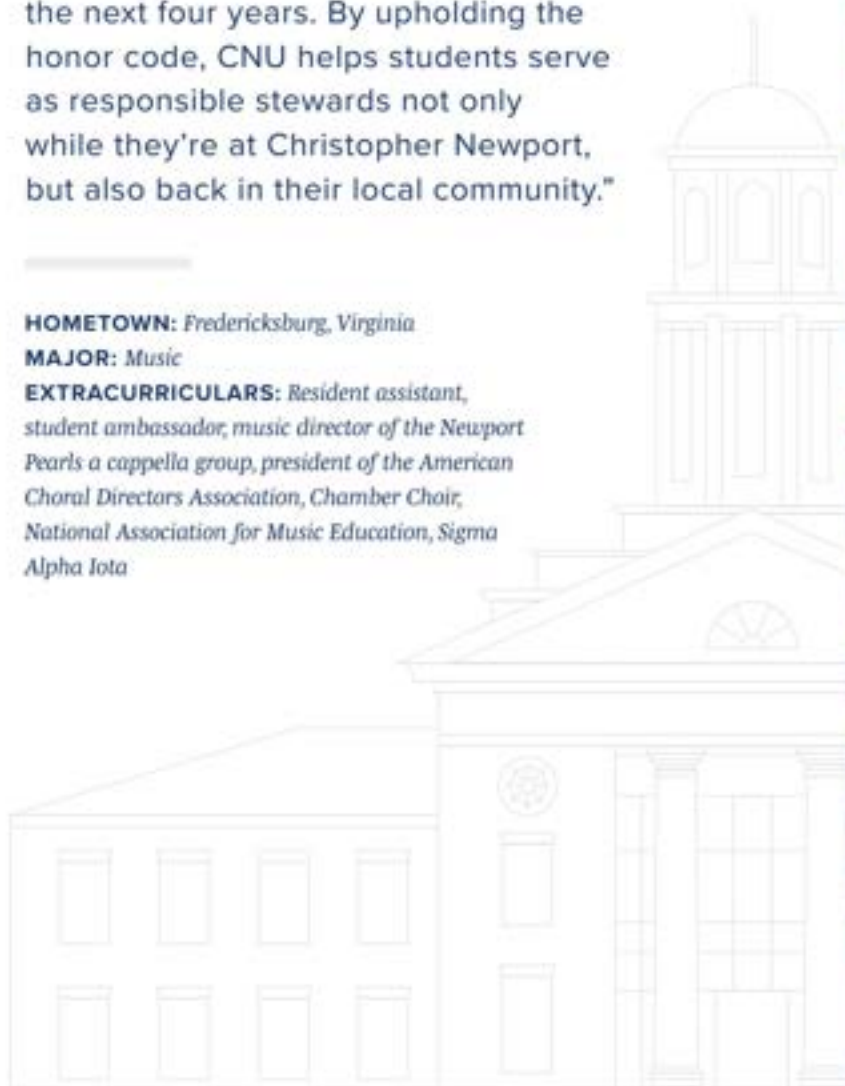 the next four years. By upholding the
honor code, CNU helps students serve
as responsible stewards not only
while they're at Christopher Newport,
but also back in their local community."
HOMETOWN: Fredericksburg, Virginia
MAJOR: Music
EXTRACURRICULARS: Resident assistant,
student ambassador, music director of the Newport
Pearls a cappella group, president of the American
Choral Directors Association, Chamber Choir,
National Association for Music Education, Sigma
Alpha Iota